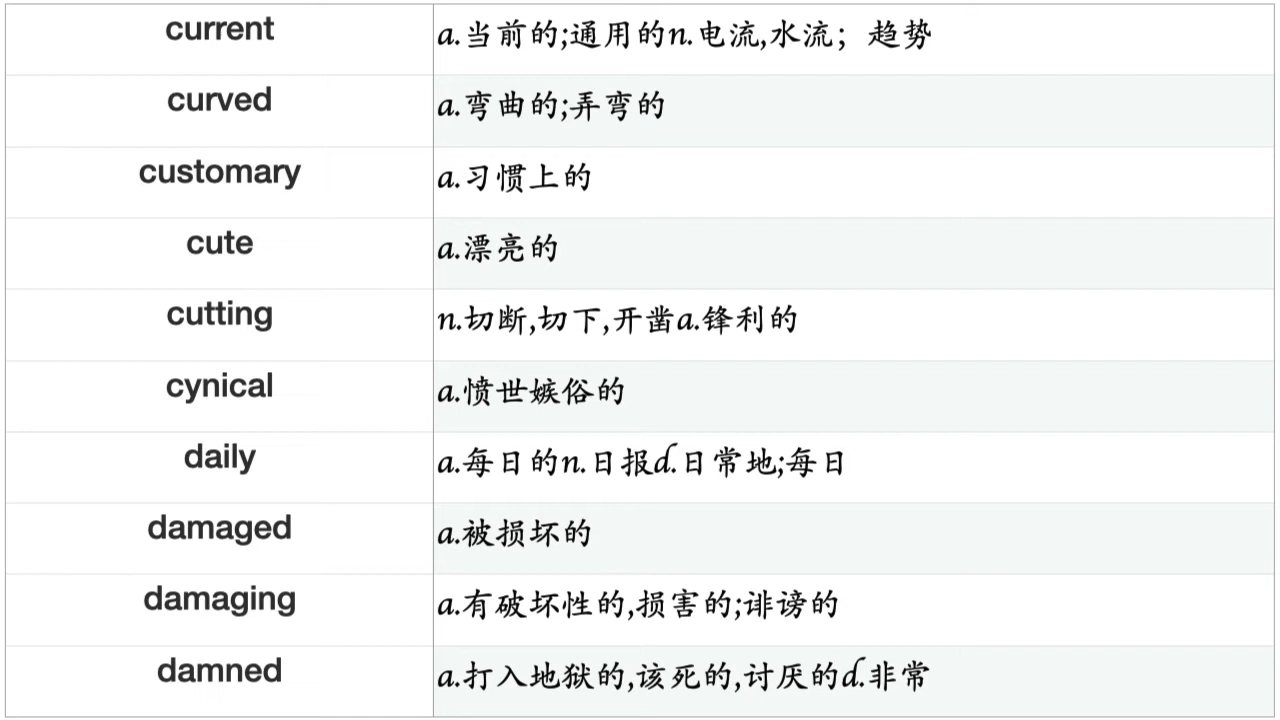 current a.当前的;通用的n.电流,水流；趋势
curved a.弯曲的;弄弯的
customary a.习惯上的
cute a.漂亮的
cutting n.切断,切下,开凿a.锋利的
cynical a.愤世嫉俗的
daily a.每日的n.日报d.日常地;每日
damaged a.被损坏的
damaging a.有破坏性的,损害的;诽谤的
damned a.打入地狱的,该死的,讨厌的d.非常